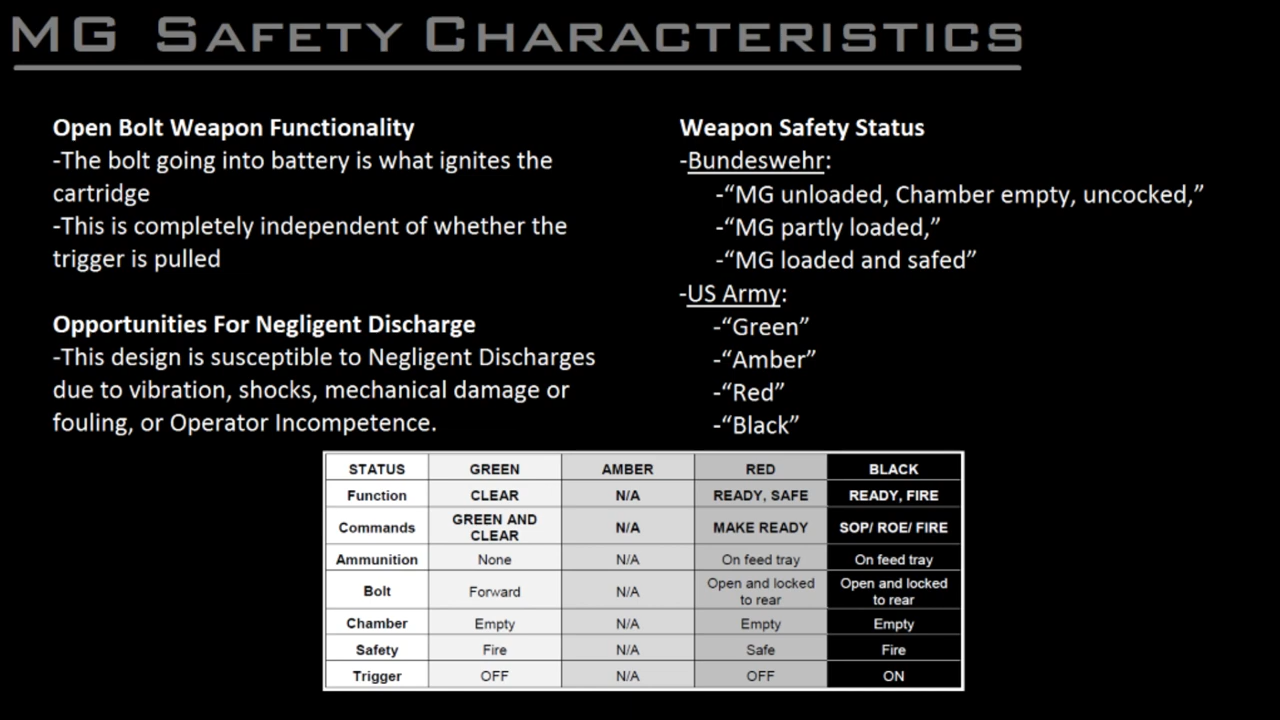 MG SAFETY CHARACTERISTICS
Open Bolt Weapon Functionality
-The bolt going into battery is what ignites the
cartridge
-This is completely independent of whether the
trigger is pulled
Opportunities For Negligent Discharge
-This design is susceptible to Negligent Discharges
due to vibration, shocks, mechanical damage or
fouling, or Operator Incompetence.
Weapon Safety Status
-Bundeswehr:
-“MG unloaded, Chamber empty, uncocked,”
-“MG partly loaded,”
-“MG loaded and safed”
-US Army:
-“Green”
-“Amber”
-“Red”
-“Black”
STATUS GREEN AMBER RED BLACK
Function CLEAR N/A READY, SAFE READY, FIRE
Commands GREEN AND CLEAR N/A MAKE READY SOP/ ROE/ FIRE
Ammunition None N/A On feed tray On feed tray
Bolt Forward N/A Open and locked to rear Open and locked to rear
Chamber Empty N/A Empty Empty
Safety Fire N/A Safe Fire
Trigger OFF N/A OFF ON